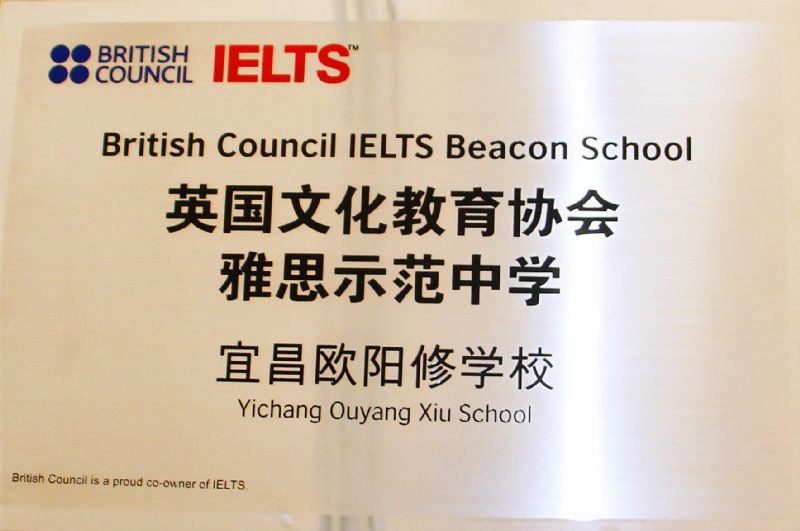 BRITISH COUNCIL
IELTS™
British Council IELTS Beacon School
英国文化教育协会
雅思示范中学
宜昌欧阳修学校
Yichang Ouyang Xiu School
British Council is a proud co-owner of IELTS.